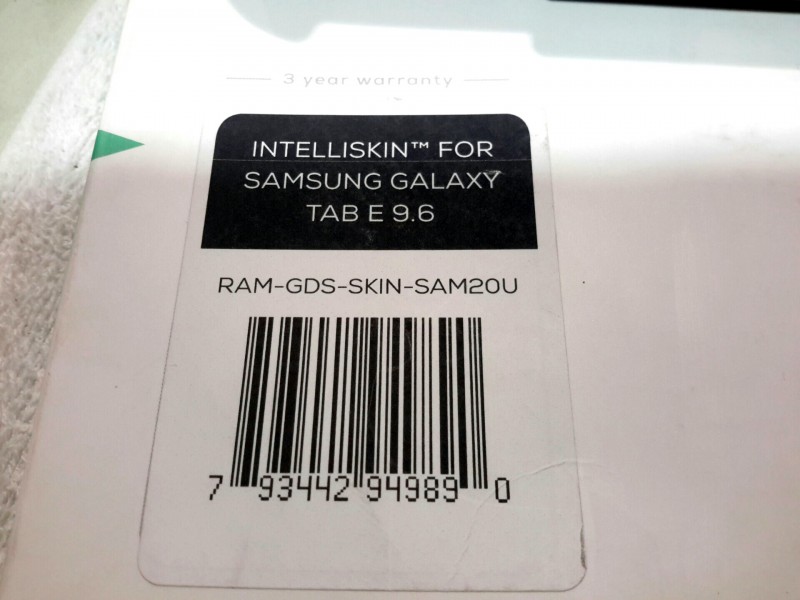 3 year warranty
INTELLISKIN™ FOR
SAMSUNG GALAXY
TAB E 9.6
RAM-GDS-SKIN-SAM20U
7 93442 94989 0